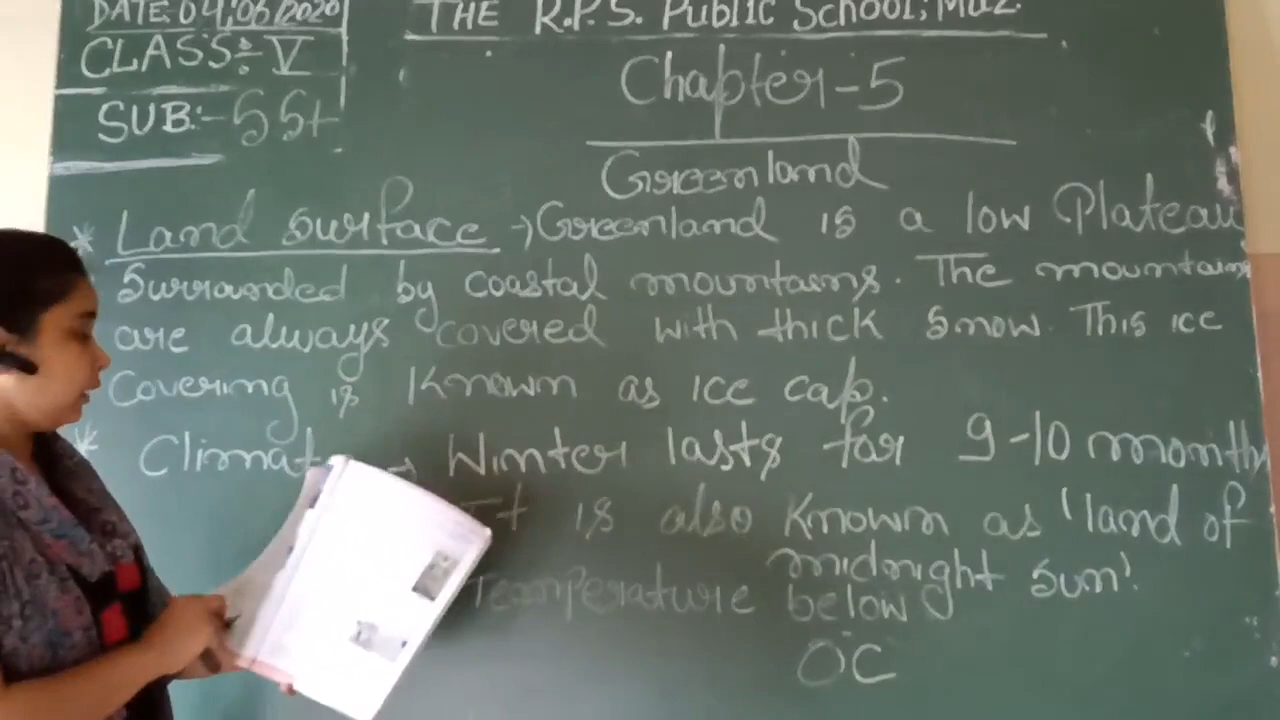 DATE: 04/06/2020
THE R.P.S. Public School, Muz.
CLASS:- V
SUB:- SSt
Chapter-5
Greenland
* Land surface → Greenland is a low Plateau
Surrounded by coastal mountains. The mountains
are always covered with thick snow. This ice
Covering is Known as ice cap.
* Climat → Winter lasts for 9-10 months
It is also Known as 'land of
midnight sun'.
Temperature below
0°C